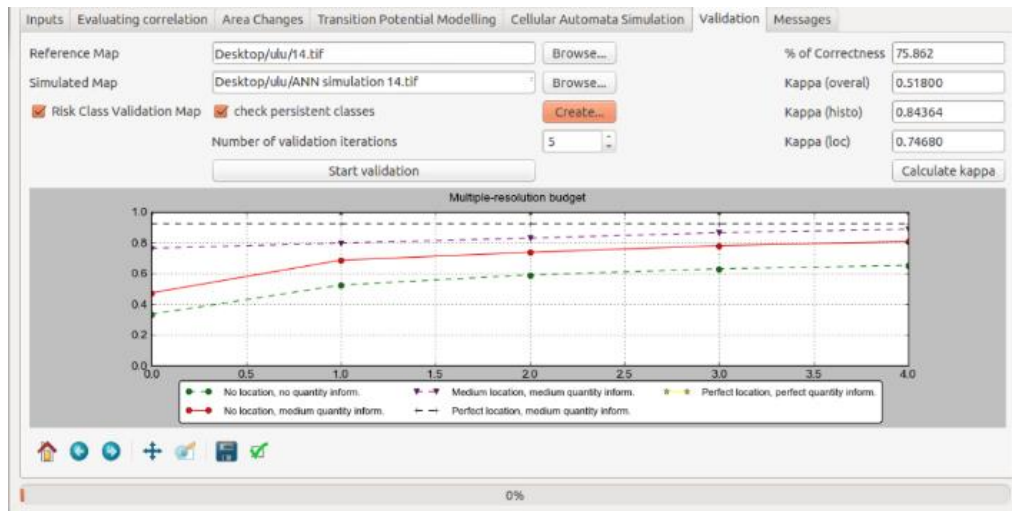 Inputs Evaluating correlation Area Changes Transition Potential Modelling Cellular Automata Simulation Validation Messages
Reference Map Desktop/ulu/14.tif Browse... % of Correctness 75.862
Simulated Map Desktop/ulu/ANN simulation 14.tif Browse... Kappa (overal) 0.51800
Risk Class Validation Map check persistent classes Create... Kappa (histo) 0.84364
Number of validation iterations 5 Kappa (loc) 0.74680
Start validation Calculate kappa
Multiple-resolution budget
1.0
0.8
0.6
0.4
0.2
0.0
0.0 0.5 1.0 1.5 2.0 2.5 3.0 3.5 4.0
No location, no quantity inform. Medium location, medium quantity inform. Perfect location, perfect quantity inform.
No location, medium quantity inform. Perfect location, medium quantity inform.
0%